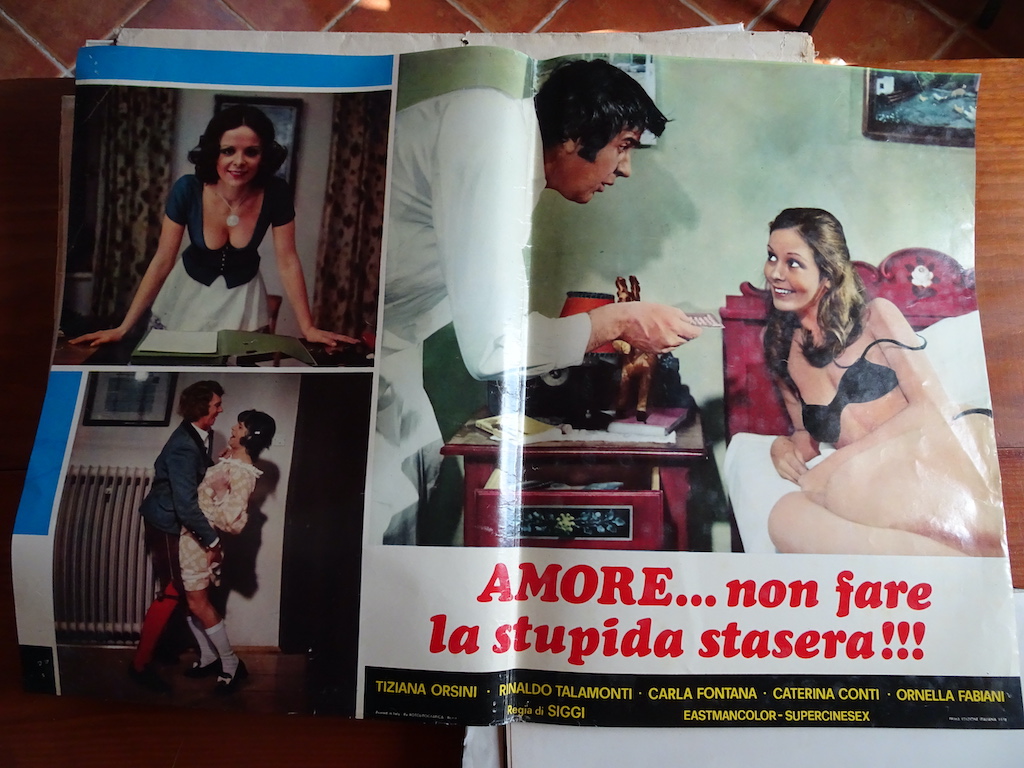 AMORE... non fare
la stupida stasera!!!
TIZIANA ORSINI · RINALDO TALAMONTI · CARLA FONTANA · CATERINA CONTI · ORNELLA FABIANI
Regia di SIGGI EASTMANCOLOR - SUPERCINESEX